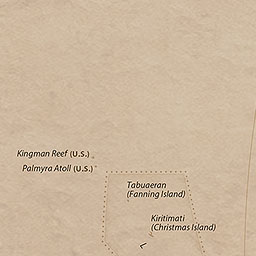 Kingman Reef (U.S.)
Palmyra Atoll (U.S.)
Tabuaeran
(Fanning Island)
Kiritimati
(Christmas Island)